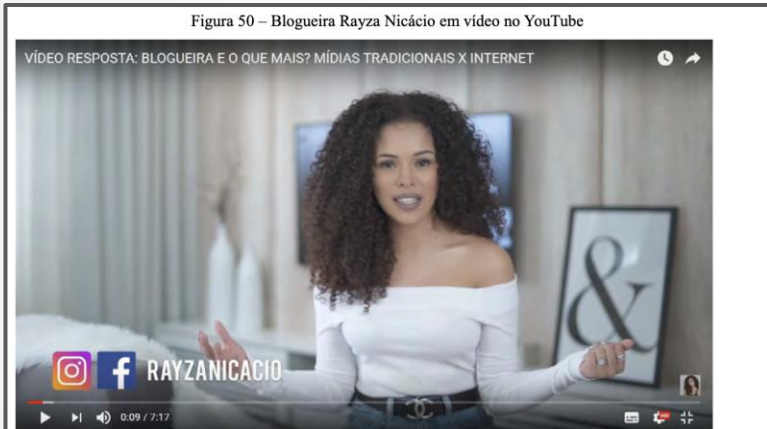 Figura 50 – Blogueira Rayza Nicácio em vídeo no YouTube
VÍDEO RESPOSTA: BLOGUEIRA E O QUE MAIS? MÍDIAS TRADICIONAIS X INTERNET
&
RAYZANICACIO
0:09 / 7:17